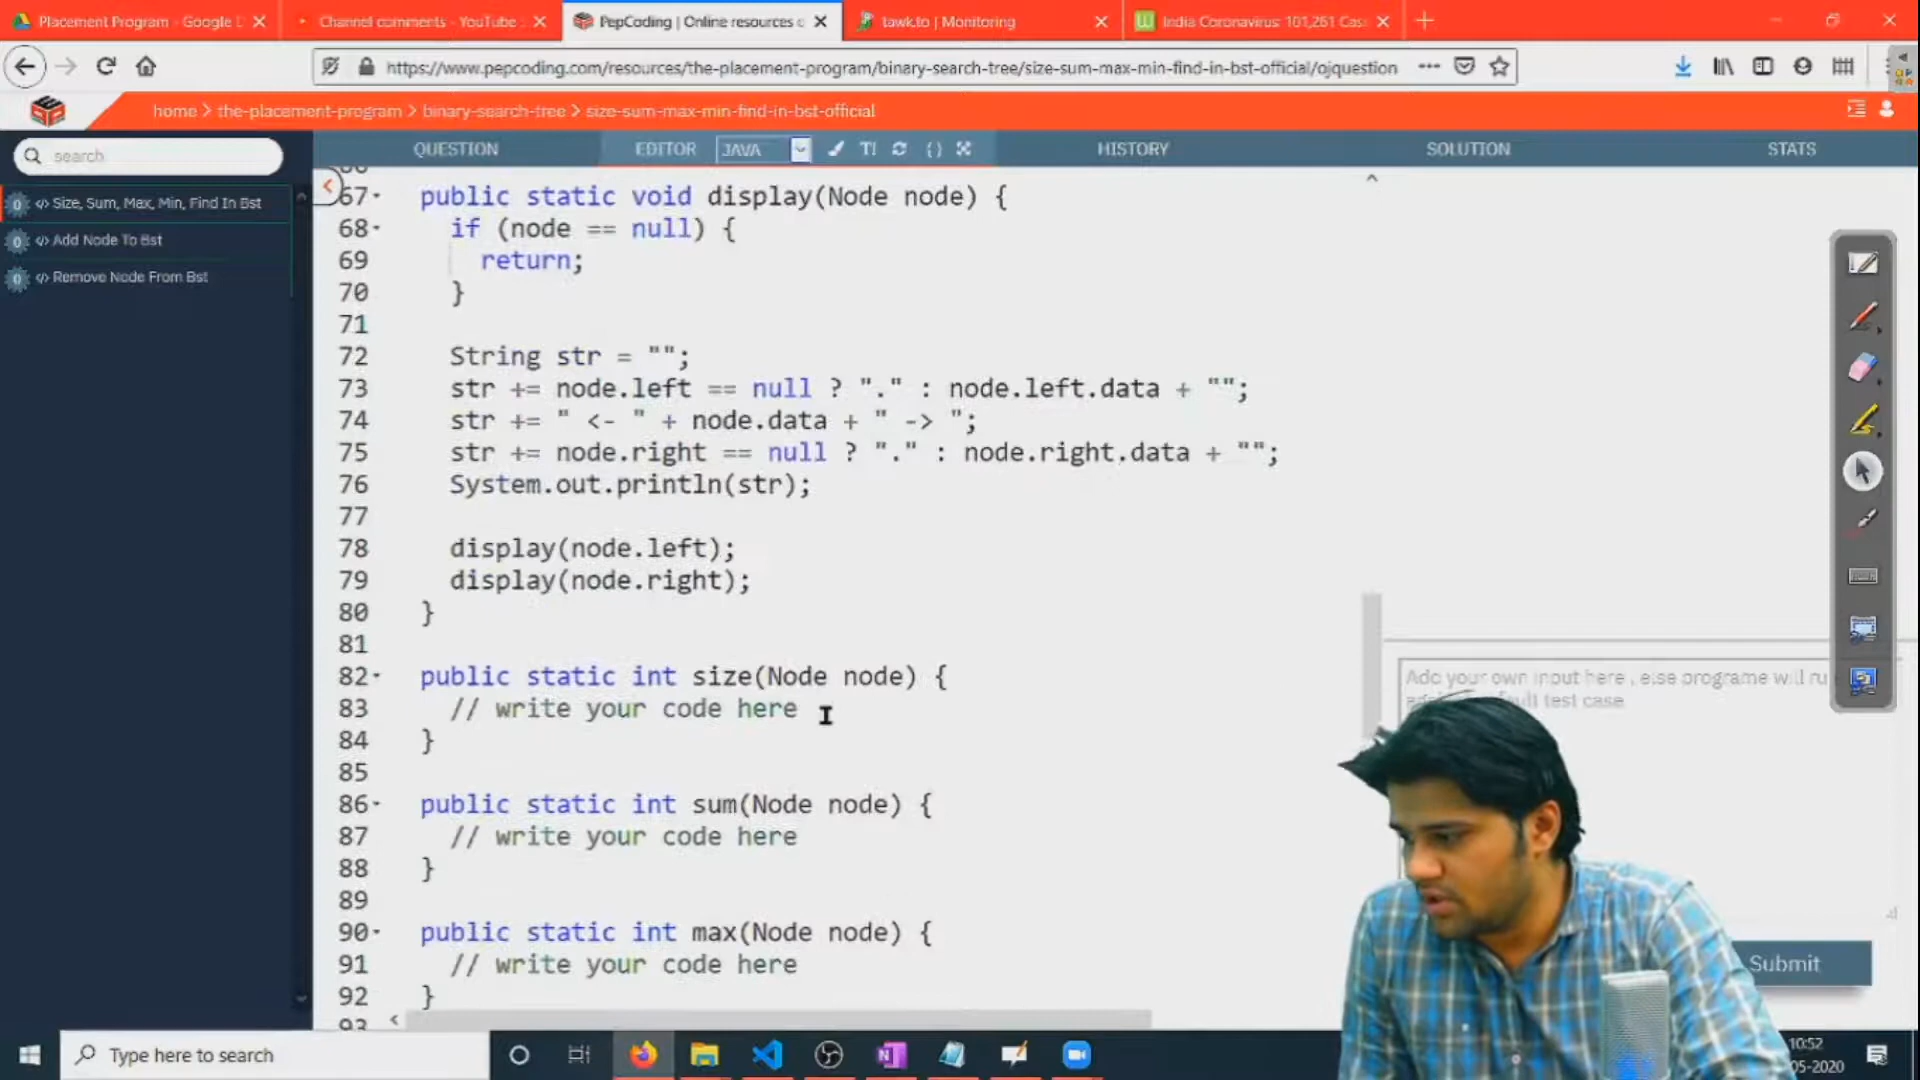 Placement Program - Google D
Channel comments - YouTube
PepCoding | Online resources c
tawk.to | Monitoring
India Coronavirus: 101,261 Cas
https://www.pepcoding.com/resources/the-placement-program/binary-search-tree/size-sum-max-min-find-in-bst-official/ojquestion
home > the-placement-program > binary-search-tree > size-sum-max-min-find-in-bst-official
search
QUESTION
EDITOR
JAVA
HISTORY
SOLUTION
STATS
Size, Sum, Max, Min, Find In Bst
Add Node To Bst
Remove Node From Bst
67 public static void display(Node node) {
68 if (node == null) {
69 return;
70 }
71
72 String str = "";
73 str += node.left == null ? "." : node.left.data + "";
74 str += " <- " + node.data + " -> ";
75 str += node.right == null ? "." : node.right.data + "";
76 System.out.println(str);
77
78 display(node.left);
79 display(node.right);
80 }
81
82 public static int size(Node node) {
83 // write your code here
84 }
85
86 public static int sum(Node node) {
87 // write your code here
88 }
89
90 public static int max(Node node) {
91 // write your code here
92 }
93
Add your own input here , else programe will ru
test case
Submit
Type here to search
10:52
05-2020